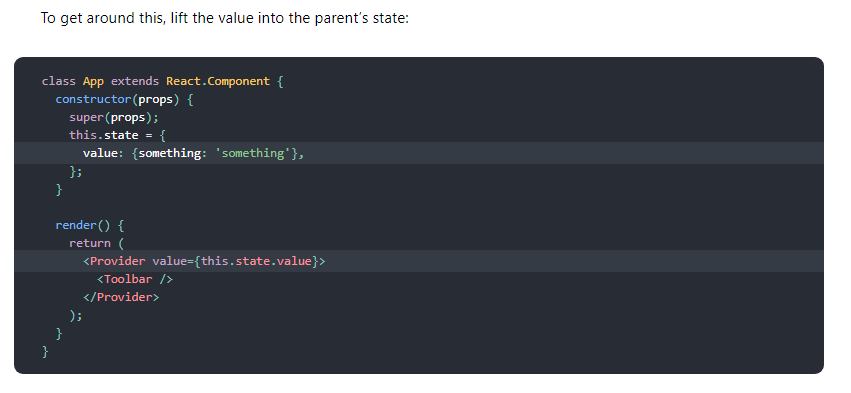 To get around this, lift the value into the parent’s state:
class App extends React.Component {
  constructor(props) {
    super(props);
    this.state = {
      value: {something: 'something'},
    };
  }

  render() {
    return (
      <Provider value={this.state.value}>
        <Toolbar />
      </Provider>
    );
  }
}